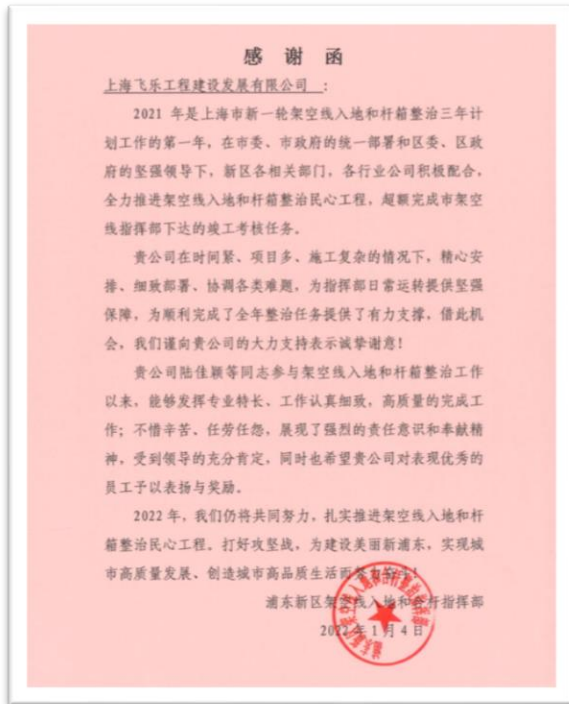 感 谢 函
上海飞乐工程建设发展有限公司 ：
2021 年是上海市新一轮架空线入地和杆箱整治三年计
划工作的第一年，在市委、市政府的统一部署和区委、区政
府的坚强领导下，新区各相关部门，各行业公司积极配合，
全力推进架空线入地和杆箱整治民心工程，超额完成市架空
线指挥部下达的竣工考核任务。
贵公司在时间紧、项目多、施工复杂的情况下，精心安
排、细致部署、协调各类难题，为指挥部日常运转提供坚强
保障，为顺利完成了全年整治任务提供了有力支撑，借此机
会，我们谨向贵公司的大力支持表示诚挚谢意！
贵公司陆佳颖等同志参与架空线入地和杆箱整治工作
以来，能够发挥专业特长、工作认真细致，高质量的完成工
作；不惜辛苦、任劳任怨，展现了强烈的责任意识和奉献精
神，受到领导的充分肯定，同时也希望贵公司对表现优秀的
员工予以表扬与奖励。
2022 年，我们仍将共同努力，扎实推进架空线入地和杆
箱整治民心工程。打好攻坚战，为建设美丽新浦东，实现城
市高质量发展、创造城市高品质生活而努力奋斗！
浦东新区架空线入地和合杆指挥部
2022 年 1 月 4 日